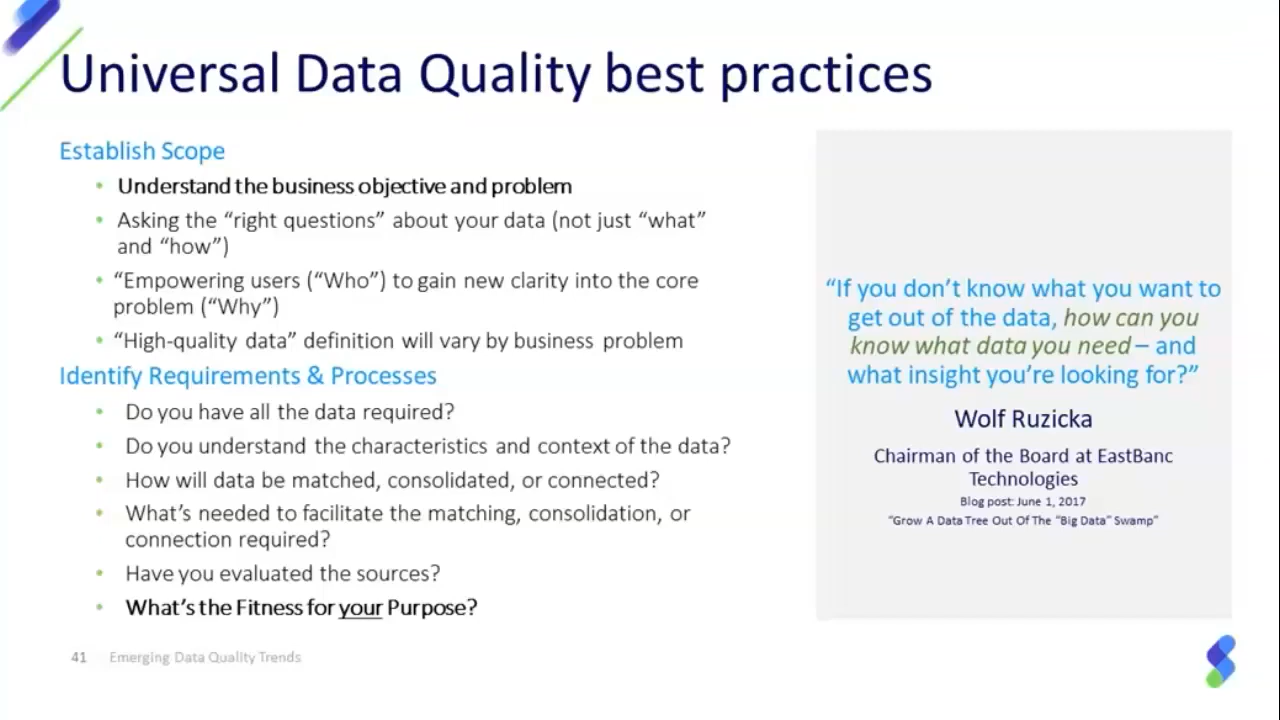 Universal Data Quality best practices
Establish Scope
• Understand the business objective and problem
• Asking the “right questions” about your data (not just “what”
and “how”)
• “Empowering users (“Who”) to gain new clarity into the core
problem (“Why”)
• “High-quality data” definition will vary by business problem
Identify Requirements & Processes
• Do you have all the data required?
• Do you understand the characteristics and context of the data?
• How will data be matched, consolidated, or connected?
• What’s needed to facilitate the matching, consolidation, or
connection required?
• Have you evaluated the sources?
• What’s the Fitness for your Purpose?
“If you don’t know what you want to
get out of the data, how can you
know what data you need – and
what insight you’re looking for?”
Wolf Ruzicka
Chairman of the Board at EastBanc
Technologies
Blog post: June 1, 2017
“Grow A Data Tree Out Of The “Big Data” Swamp”
41 Emerging Data Quality Trends